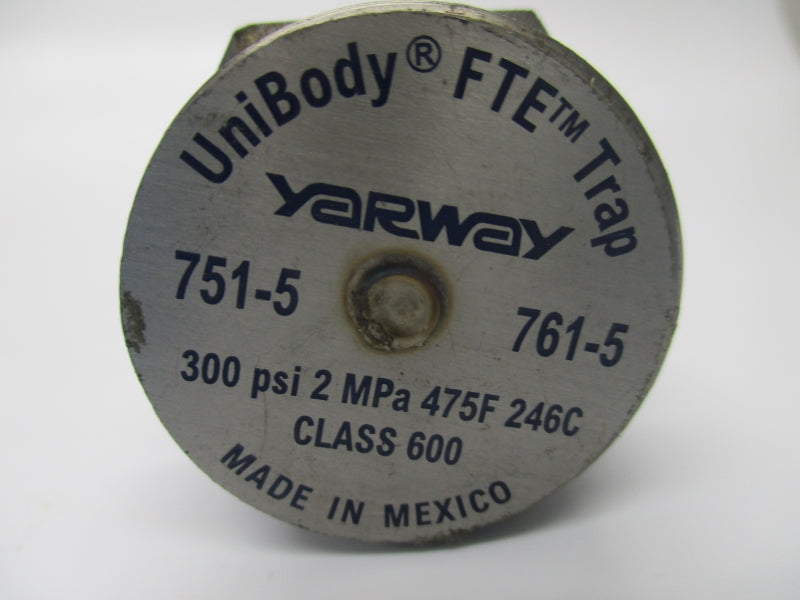 UniBody® FTE™ Trap
YARWAY
751-5
761-5
300 psi 2 MPa 475F 246C
CLASS 600
MADE IN MEXICO